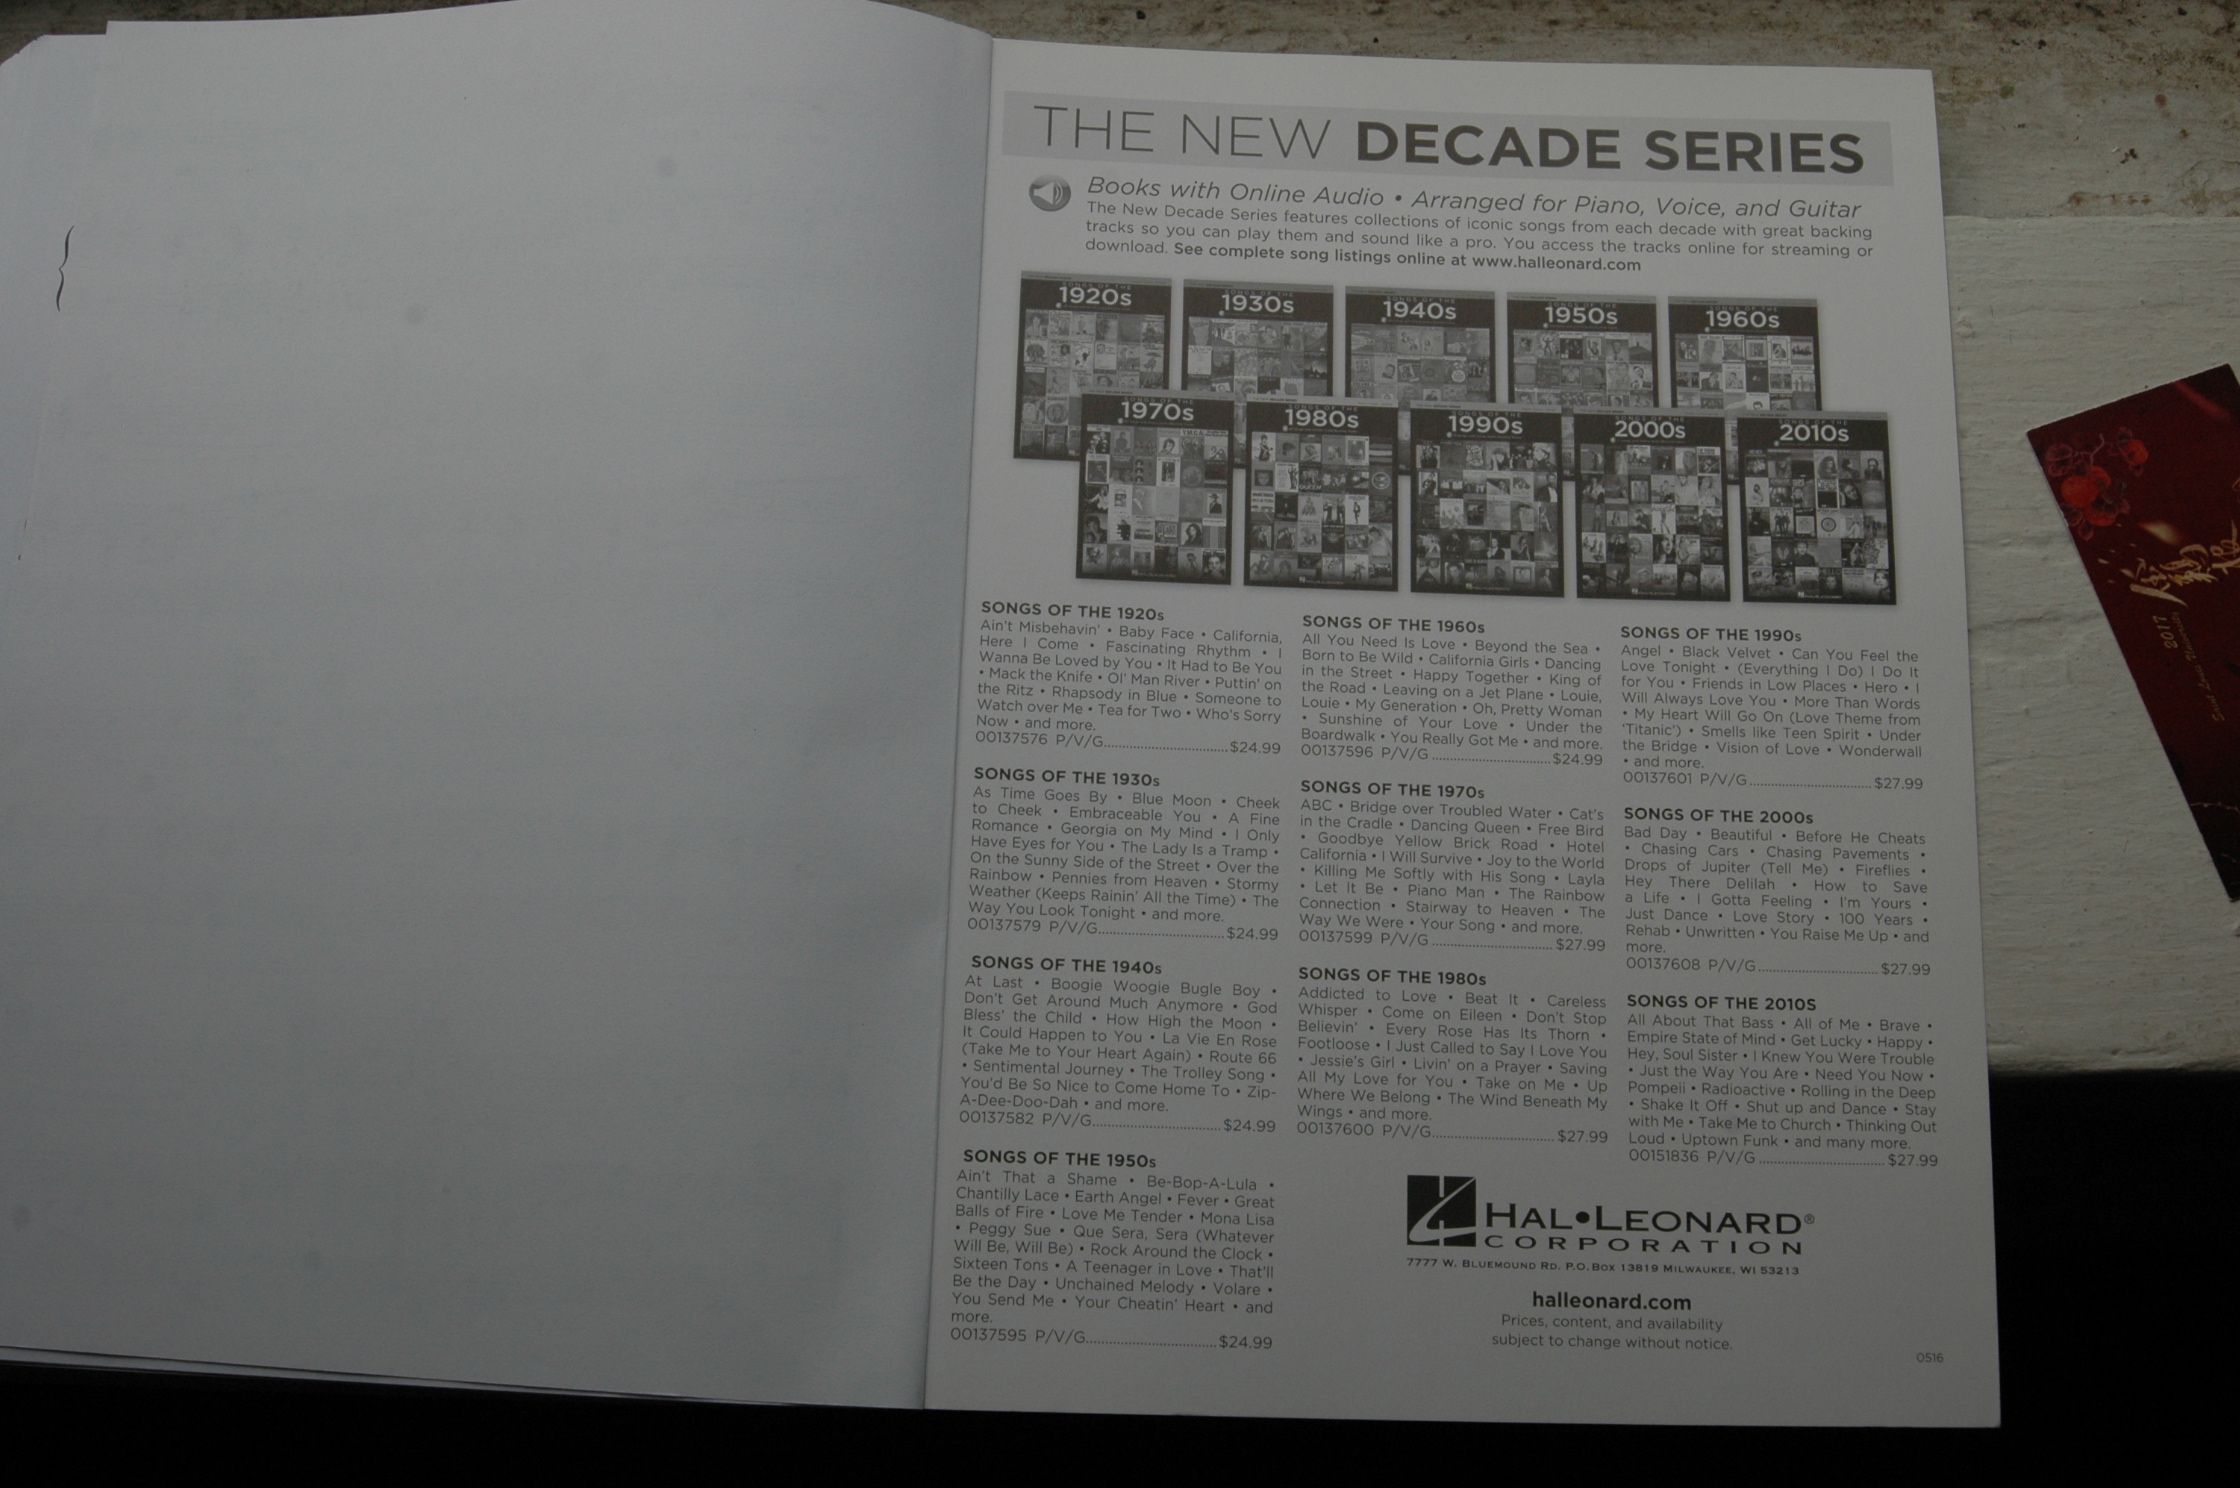 THE NEW DECADE SERIES
Books with Online Audio • Arranged for Piano, Voice, and Guitar
The New Decade Series features collections of iconic songs from each decade with great backing
tracks so you can play them and sound like a pro. You access the tracks online for streaming or
download. See complete song listings online at www.halleonard.com
SONGS OF THE
1920s
SONGS OF THE
1930s
SONGS OF THE
1940s
SONGS OF THE
1950s
SONGS OF THE
1960s
SONGS OF THE
1970s
SONGS OF THE
1980s
SONGS OF THE
1990s
SONGS OF THE
2000s
SONGS OF THE
2010s
SONGS OF THE 1920s
Ain't Misbehavin' • Baby Face • California,
Here I Come • Fascinating Rhythm • I
Wanna Be Loved by You • It Had to Be You
• Mack the Knife • Ol' Man River • Puttin' on
the Ritz • Rhapsody in Blue • Someone to
Watch over Me • Tea for Two • Who's Sorry
Now • and more.
00137576 P/V/G..............................$24.99
SONGS OF THE 1930s
As Time Goes By • Blue Moon • Cheek
to Cheek • Embraceable You • A Fine
Romance • Georgia on My Mind • I Only
Have Eyes for You • The Lady Is a Tramp •
On the Sunny Side of the Street • Over the
Rainbow • Pennies from Heaven • Stormy
Weather (Keeps Rainin' All the Time) • The
Way You Look Tonight • and more.
00137579 P/V/G..............................$24.99
SONGS OF THE 1940s
At Last • Boogie Woogie Bugle Boy •
Don't Get Around Much Anymore • God
Bless' the Child • How High the Moon •
It Could Happen to You • La Vie En Rose
(Take Me to Your Heart Again) • Route 66
• Sentimental Journey • The Trolley Song •
You'd Be So Nice to Come Home To • Zip-
A-Dee-Doo-Dah • and more.
00137582 P/V/G..............................$24.99
SONGS OF THE 1950s
Ain't That a Shame • Be-Bop-A-Lula •
Chantilly Lace • Earth Angel • Fever • Great
Balls of Fire • Love Me Tender • Mona Lisa
• Peggy Sue • Que Sera, Sera (Whatever
Will Be, Will Be) • Rock Around the Clock •
Sixteen Tons • A Teenager in Love • That'll
Be the Day • Unchained Melody • Volare •
You Send Me • Your Cheatin' Heart • and
more.
00137595 P/V/G..............................$24.99
SONGS OF THE 1960s
All You Need Is Love • Beyond the Sea •
Born to Be Wild • California Girls • Dancing
in the Street • Happy Together • King of
the Road • Leaving on a Jet Plane • Louie,
Louie • My Generation • Oh, Pretty Woman
• Sunshine of Your Love • Under the
Boardwalk • You Really Got Me • and more.
00137596 P/V/G..............................$24.99
SONGS OF THE 1970s
ABC • Bridge over Troubled Water • Cat's
in the Cradle • Dancing Queen • Free Bird
• Goodbye Yellow Brick Road • Hotel
California • I Will Survive • Joy to the World
• Killing Me Softly with His Song • Layla
• Let It Be • Piano Man • The Rainbow
Connection • Stairway to Heaven • The
Way We Were • Your Song • and more.
00137599 P/V/G..............................$27.99
SONGS OF THE 1980s
Addicted to Love • Beat It • Careless
Whisper • Come on Eileen • Don't Stop
Believin' • Every Rose Has Its Thorn •
Footloose • I Just Called to Say I Love You
• Jessie's Girl • Livin' on a Prayer • Saving
All My Love for You • Take on Me • Up
Where We Belong • The Wind Beneath My
Wings • and more.
00137600 P/V/G..............................$27.99
SONGS OF THE 1990s
Angel • Black Velvet • Can You Feel the
Love Tonight • (Everything I Do) I Do It
for You • Friends in Low Places • Hero • I
Will Always Love You • More Than Words
• My Heart Will Go On (Love Theme from
'Titanic') • Smells like Teen Spirit • Under
the Bridge • Vision of Love • Wonderwall
• and more.
00137601 P/V/G..............................$27.99
SONGS OF THE 2000s
Bad Day • Beautiful • Before He Cheats
• Chasing Cars • Chasing Pavements •
Drops of Jupiter (Tell Me) • Fireflies •
Hey There Delilah • How to Save
a Life • I Gotta Feeling • I'm Yours •
Just Dance • Love Story • 100 Years •
Rehab • Unwritten • You Raise Me Up • and
more.
00137608 P/V/G..............................$27.99
SONGS OF THE 2010S
All About That Bass • All of Me • Brave •
Empire State of Mind • Get Lucky • Happy •
Hey, Soul Sister • I Knew You Were Trouble
• Just the Way You Are • Need You Now •
Pompeii • Radioactive • Rolling in the Deep
• Shake It Off • Shut up and Dance • Stay
with Me • Take Me to Church • Thinking Out
Loud • Uptown Funk • and many more.
00151836 P/V/G..............................$27.99
HAL•LEONARD®
CORPORATION
7777 W. BLUEMOUND RD. P.O. BOX 13819 MILWAUKEE, WI 53213
halleonard.com
Prices, content, and availability
subject to change without notice.
0516
2017
Saint Louis University